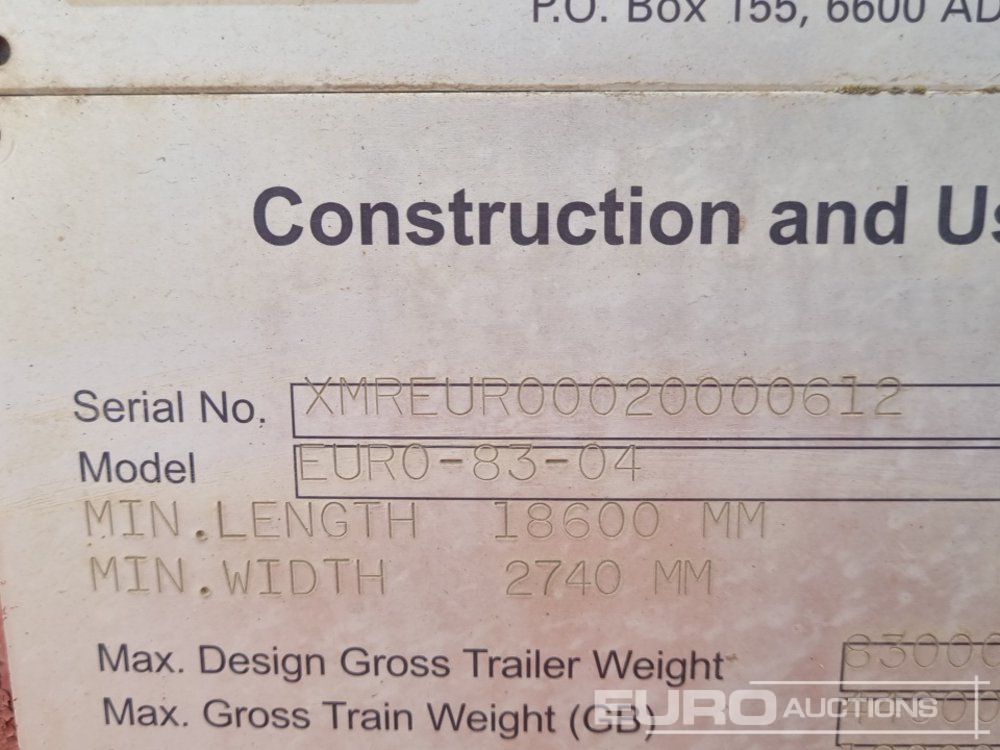 P.O. Box 155, 6600 AD
Construction and Us
Serial No. XMREUR00020000612
Model EURO-83-04
MIN.LENGTH 18600 MM
MIN.WIDTH 2740 MM
Max. Design Gross Trailer Weight
Max. Gross Train Weight (GB)
EURO AUCTIONS